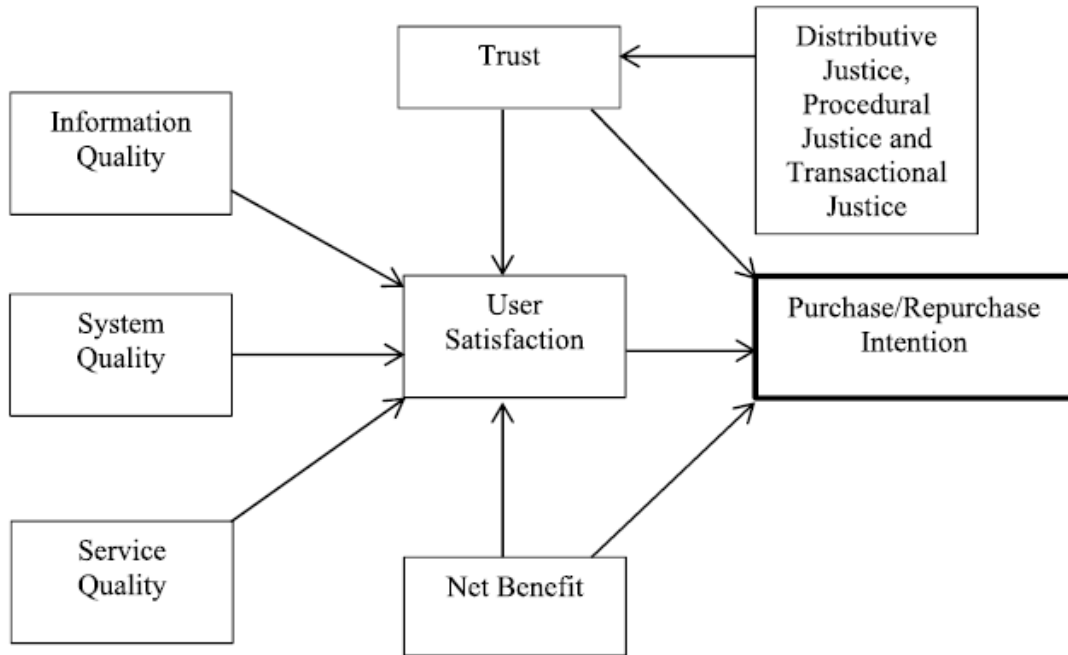 Trust
Distributive
Justice,
Procedural
Justice and
Transactional
Justice
Information
Quality
System
Quality
User
Satisfaction
Purchase/Repurchase
Intention
Service
Quality
Net Benefit